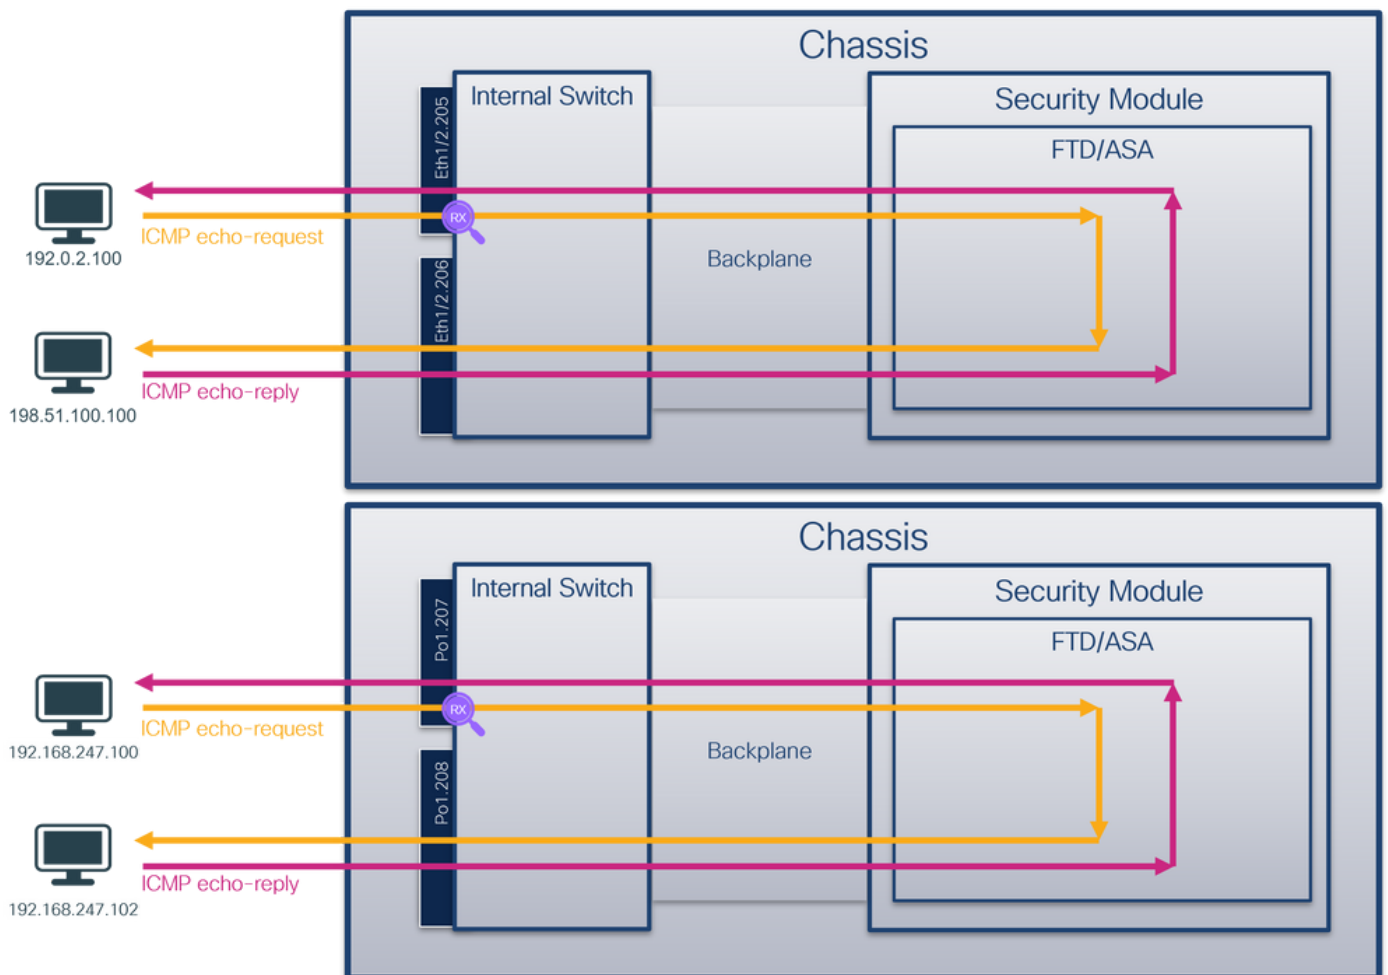 Chassis
Internal Switch
Security Module
Eth1/2.205
FTD/ASA
RX
ICMP echo-request
192.0.2.100
Backplane
Eth1/2.206
ICMP echo-reply
198.51.100.100
Chassis
Internal Switch
Security Module
Po1.207
FTD/ASA
RX
ICMP echo-request
192.168.247.100
Backplane
Po1.208
ICMP echo-reply
192.168.247.102